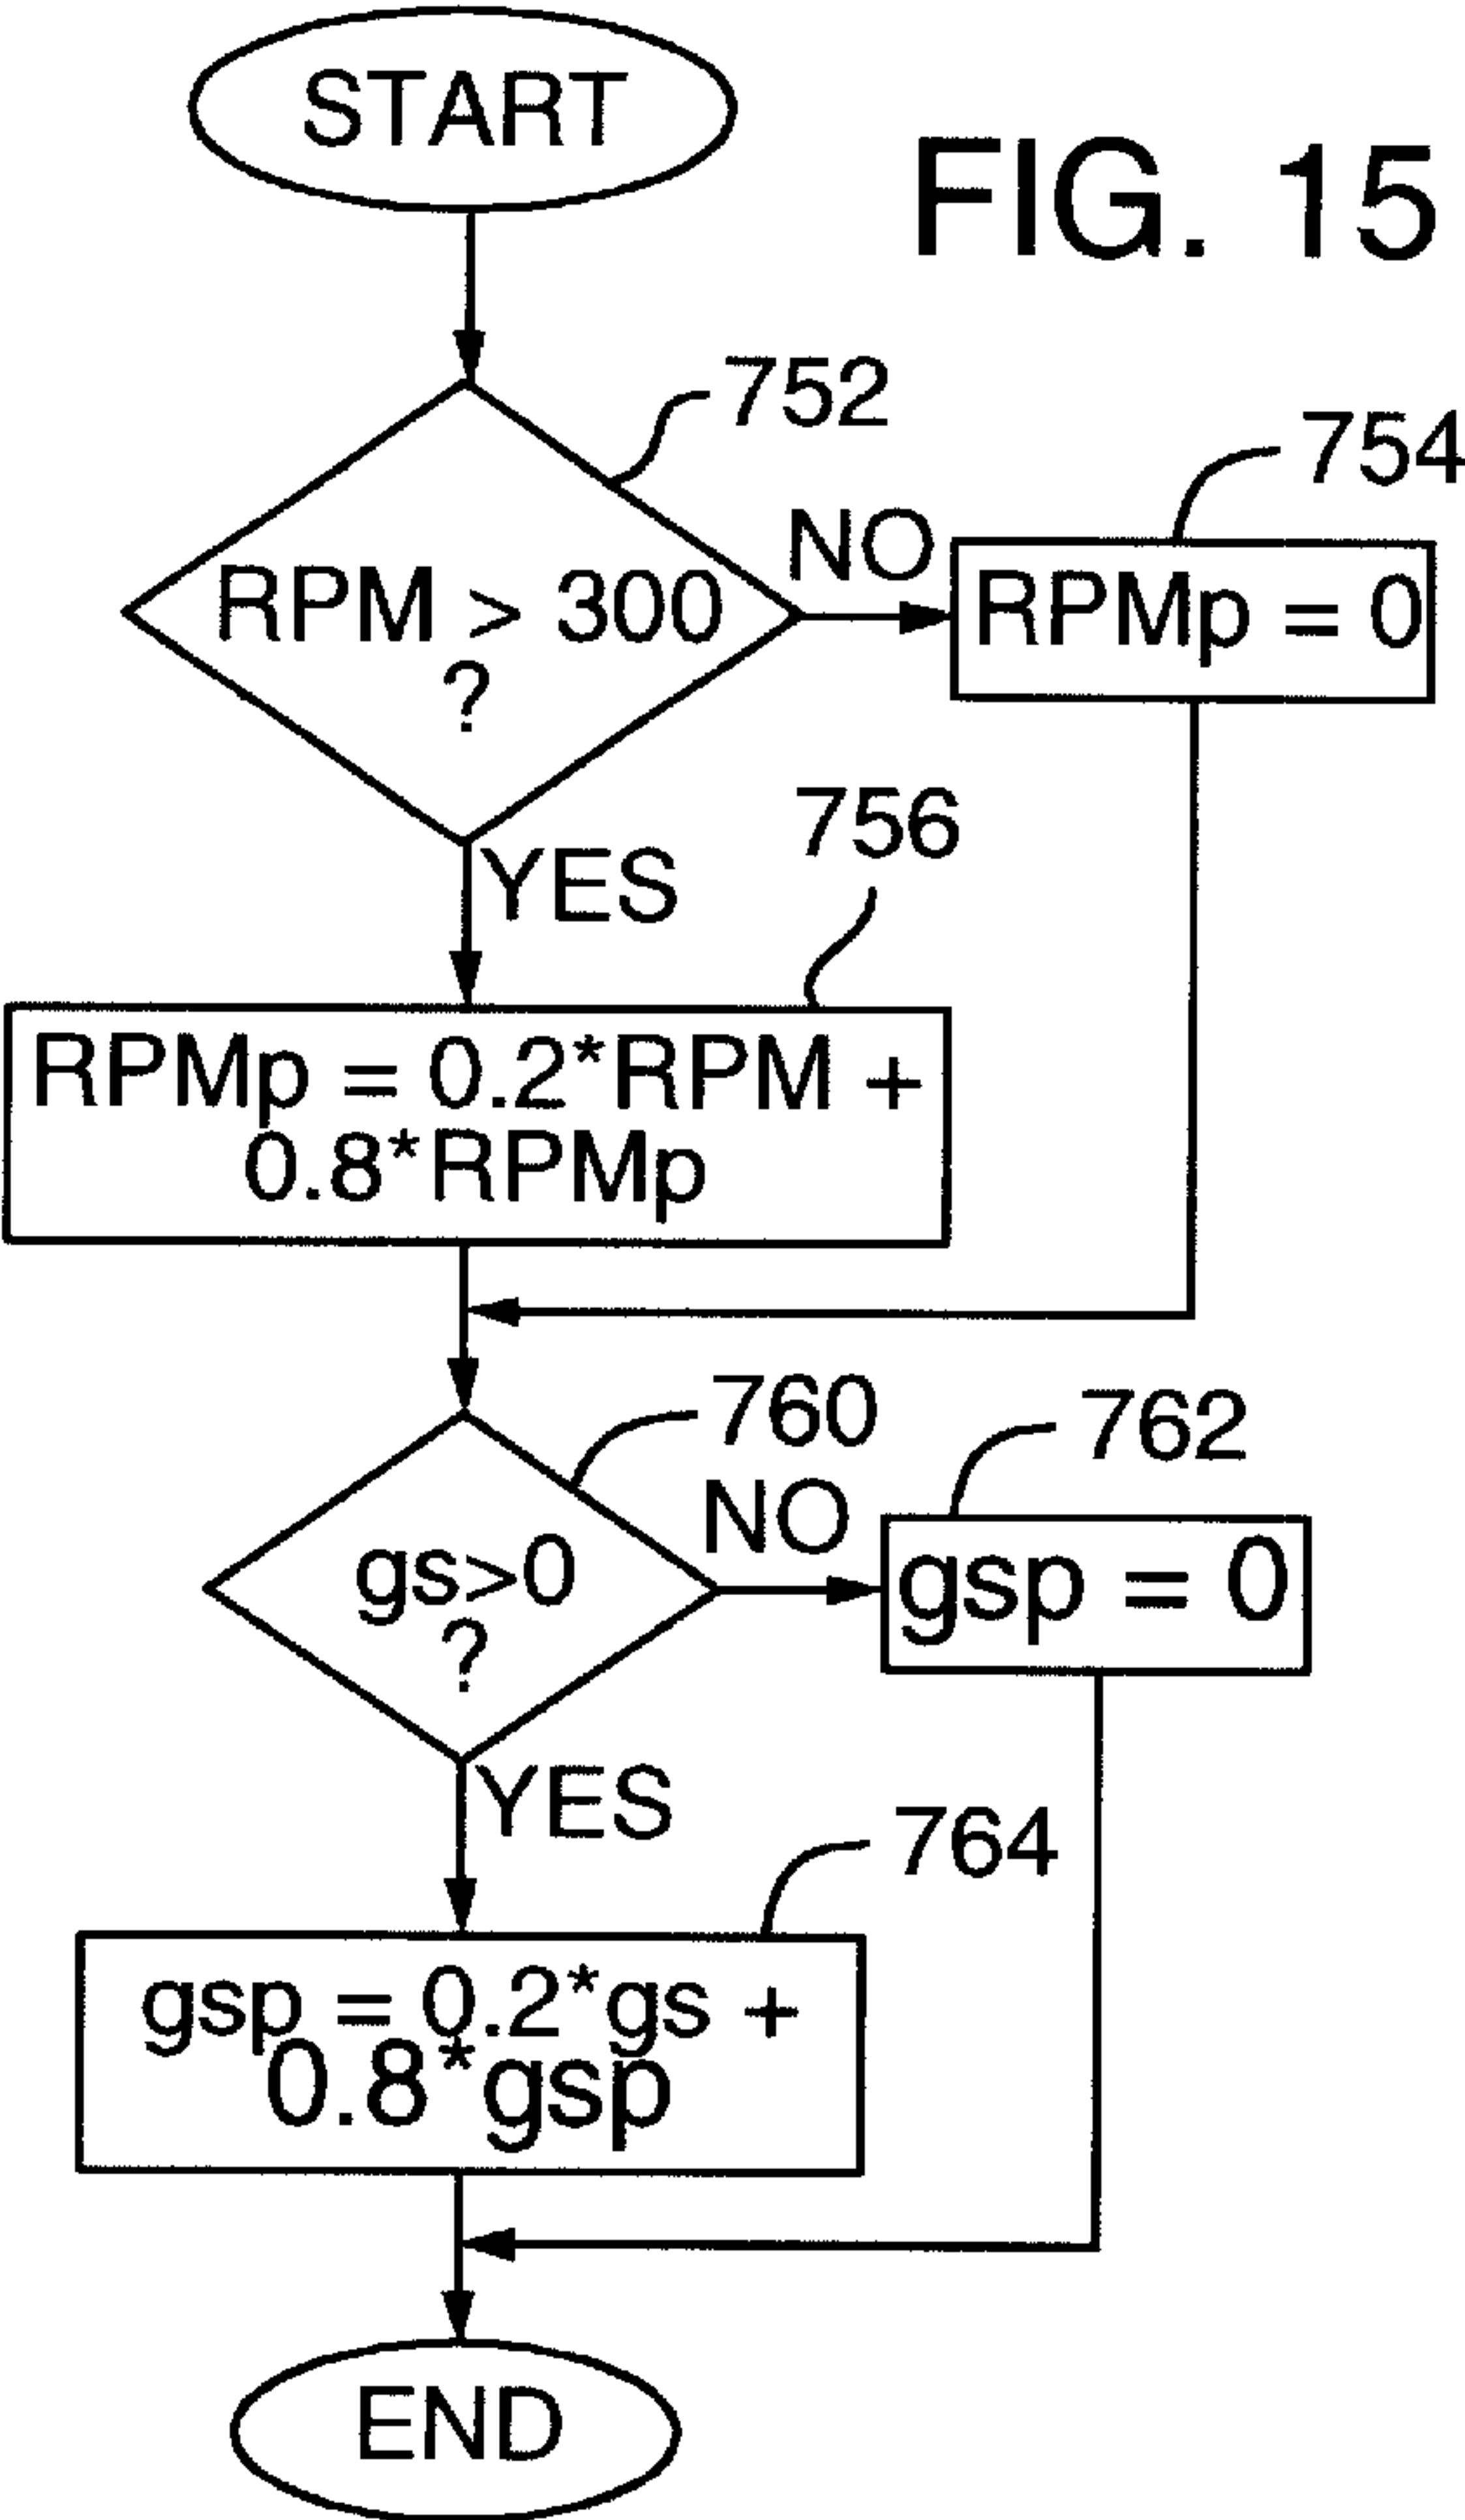 START
FIG. 15
752
754
NO
RPM > 300
?
RPMp = 0
756
YES
RPMp = 0.2*RPM +
0.8*RPMp
760
762
NO
gs>0
?
gsp = 0
YES
764
gsp = 0.2*gs +
0.8*gsp
END